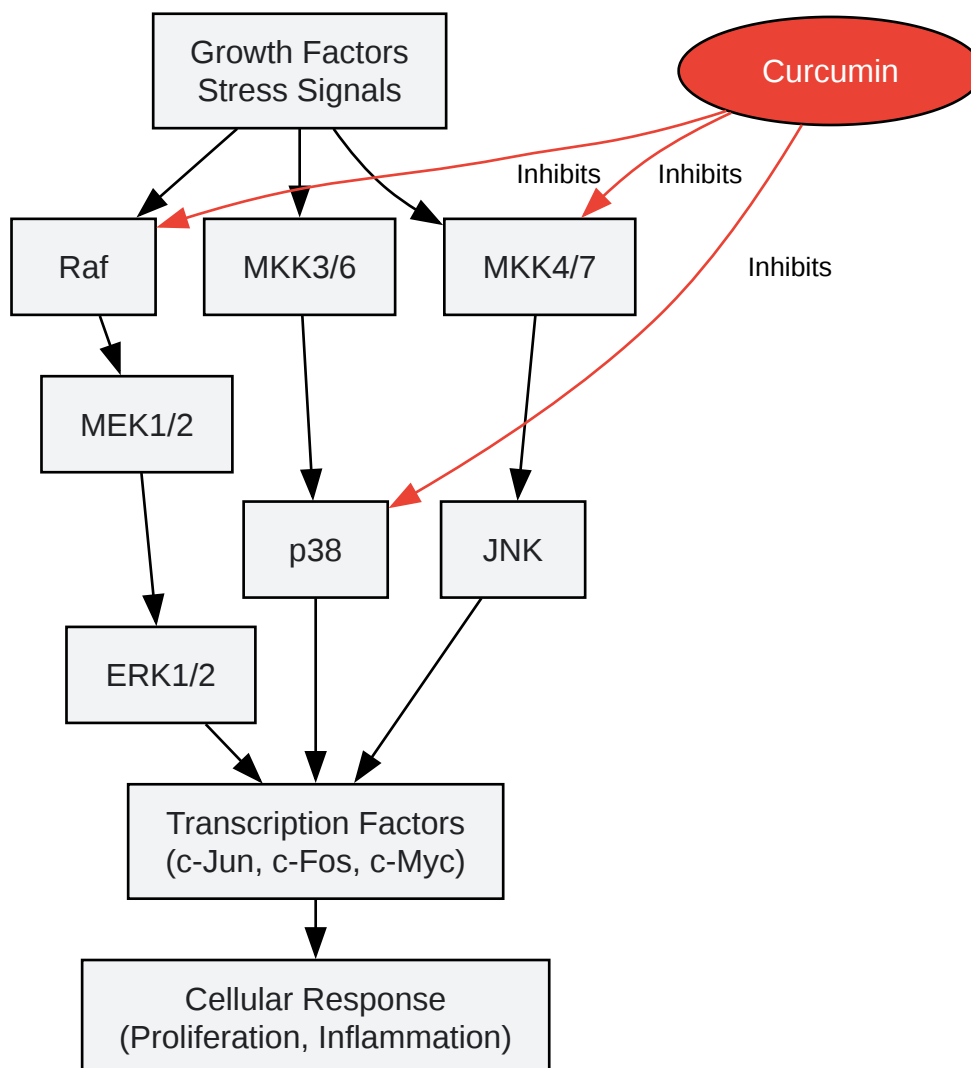 Growth Factors
Stress Signals
Curcumin
Inhibits
Inhibits
Raf
MKK3/6
MKK4/7
Inhibits
MEK1/2
p38
JNK
ERK1/2
Transcription Factors
(c-Jun, c-Fos, c-Myc)
Cellular Response
(Proliferation, Inflammation)